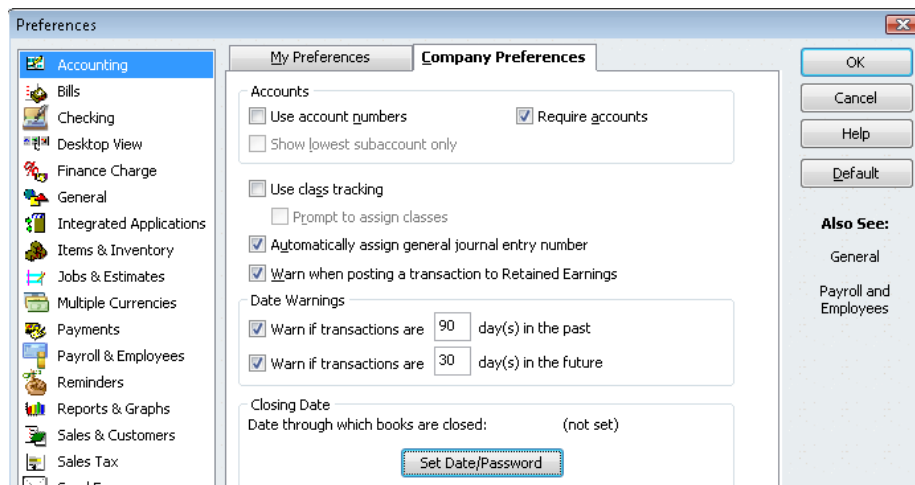 Preferences
Accounting
Bills
Checking
Desktop View
Finance Charge
General
Integrated Applications
Items & Inventory
Jobs & Estimates
Multiple Currencies
Payments
Payroll & Employees
Reminders
Reports & Graphs
Sales & Customers
Sales Tax
My Preferences
Company Preferences
Accounts
Use account numbers
Require accounts
Show lowest subaccount only
Use class tracking
Prompt to assign classes
Automatically assign general journal entry number
Warn when posting a transaction to Retained Earnings
Date Warnings
Warn if transactions are 90 day(s) in the past
Warn if transactions are 30 day(s) in the future
Closing Date
Date through which books are closed: (not set)
Set Date/Password
OK
Cancel
Help
Default
Also See:
General
Payroll and
Employees